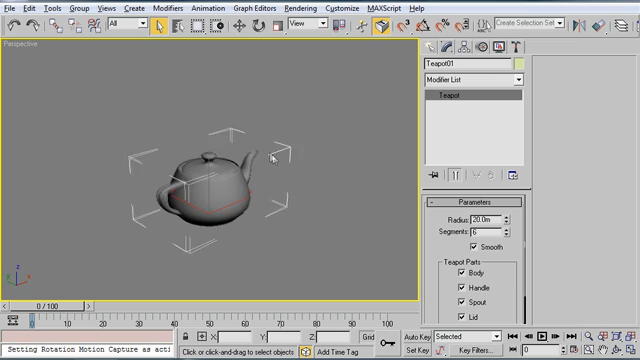 File Edit Tools Group Views Create Modifiers Animation Graph Editors Rendering Customize MAXScript Help
All View Create Selection Set
Perspective
Teapot01
Modifier List
Teapot
Parameters
Radius: 20.0m
Segments: 6
Smooth
Teapot Parts
Body
Handle
Spout
Lid
z
y x
0 / 100
0 10 20 30 40 50 60 70 80 90 100
X: Y: Z: Grid Auto Key Selected
Setting Rotation Motion Capture as acti Click or click-and-drag to select objects Add Time Tag Set Key Key Filters... 0